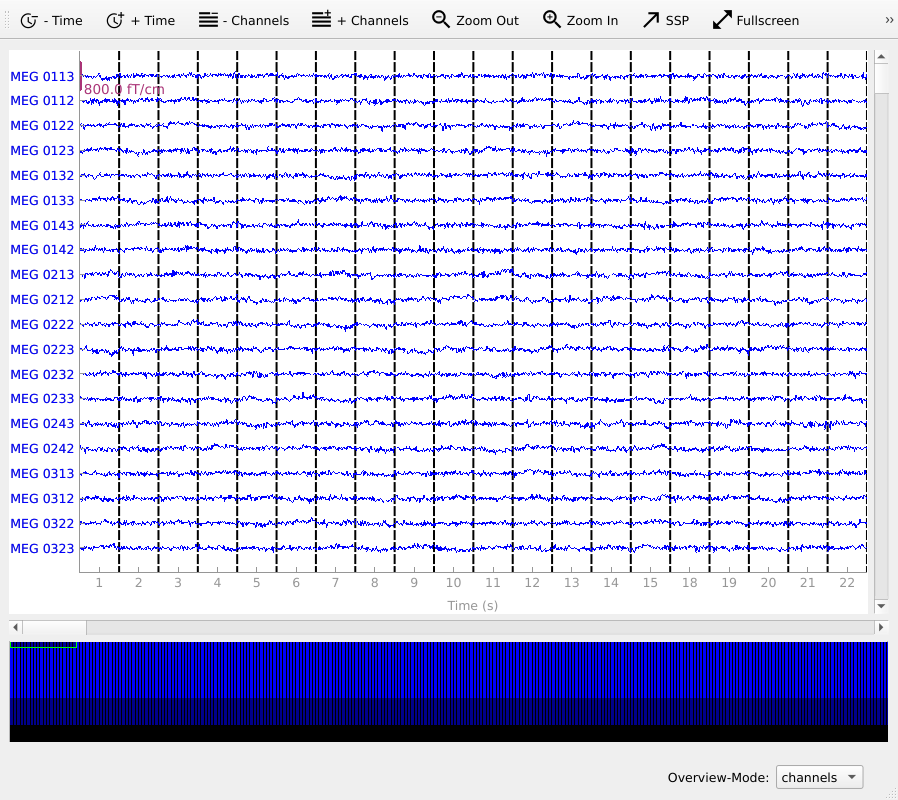 - Time + Time - Channels + Channels Zoom Out Zoom In SSP Fullscreen »
MEG 0113
800.0 fT/cm
MEG 0112
MEG 0122
MEG 0123
MEG 0132
MEG 0133
MEG 0143
MEG 0142
MEG 0213
MEG 0212
MEG 0222
MEG 0223
MEG 0232
MEG 0233
MEG 0243
MEG 0242
MEG 0313
MEG 0312
MEG 0322
MEG 0323
1 2 3 4 5 6 7 8 9 10 11 12 13 14 15 18 19 20 21 22
Time (s)
Overview-Mode: channels